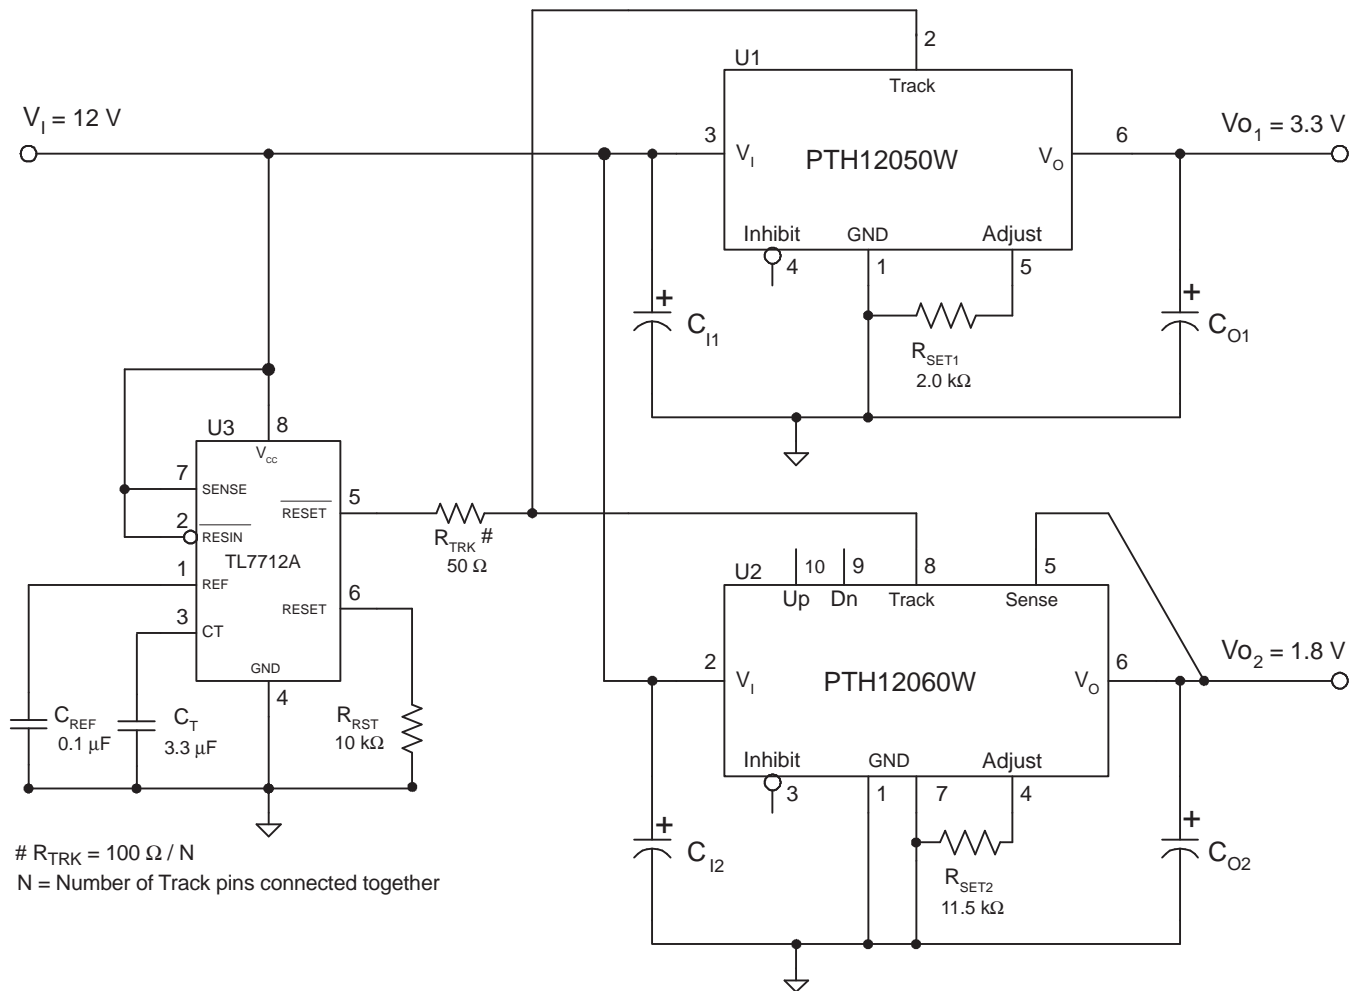 2
U1
Track
V_I = 12 V
3
V_I
PTH12050W
V_O
6
Vo_1 = 3.3 V
Inhibit
GND
Adjust
4
1
5
+
C_I1
R_SET1
2.0 kΩ
+
C_O1
U3
8
V_CC
7
SENSE
2
RESIN
TL7712A
1
REF
3
CT
RESET
5
RESET
6
GND
4
R_TRK #
50 Ω
C_REF
0.1 µF
C_T
3.3 µF
R_RST
10 kΩ
U2
10
9
8
5
Up
Dn
Track
Sense
2
V_I
PTH12060W
V_O
6
Vo_2 = 1.8 V
Inhibit
GND
Adjust
3
1
7
4
+
C_I2
R_SET2
11.5 kΩ
+
C_O2
# R_TRK = 100 Ω / N
N = Number of Track pins connected together